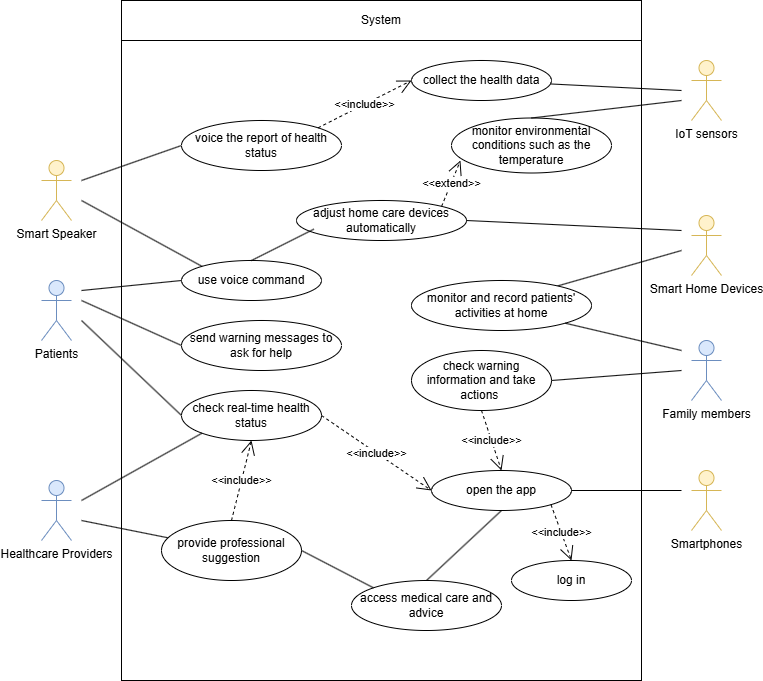 System
collect the health data
<<include>>
IoT sensors
voice the report of health
status
monitor environmental
conditions such as the
temperature
<<extend>>
Smart Speaker
adjust home care devices
automatically
use voice command
Smart Home Devices
monitor and record patients'
activities at home
Patients
send warning messages to
ask for help
check warning
information and take
actions
Family members
check real-time health
status
<<include>>
<<include>>
<<include>>
open the app
Healthcare Providers
provide professional
suggestion
<<include>>
Smartphones
log in
access medical care and
advice